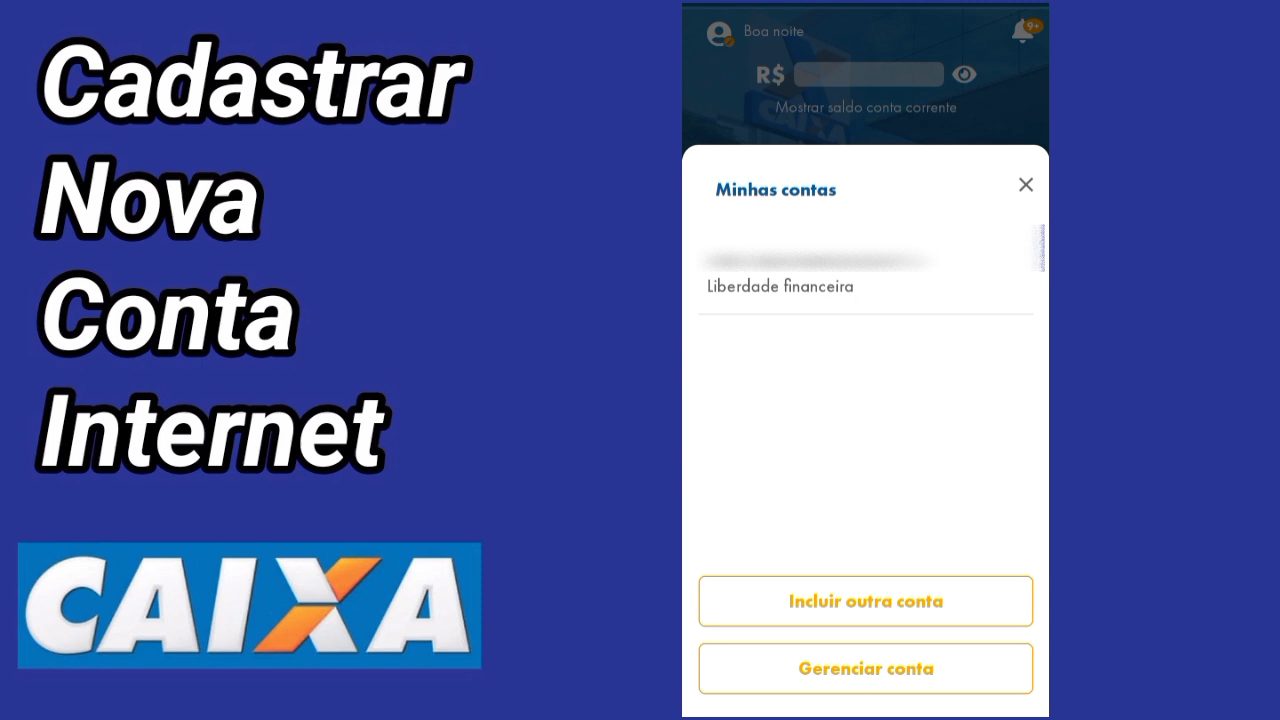 Cadastrar
Nova
Conta
Internet
CAIXA
Boa noite
9+
R$
Mostrar saldo conta corrente
CAIXA
Minhas contas
Liberdade financeira
Incluir outra conta
Gerenciar conta